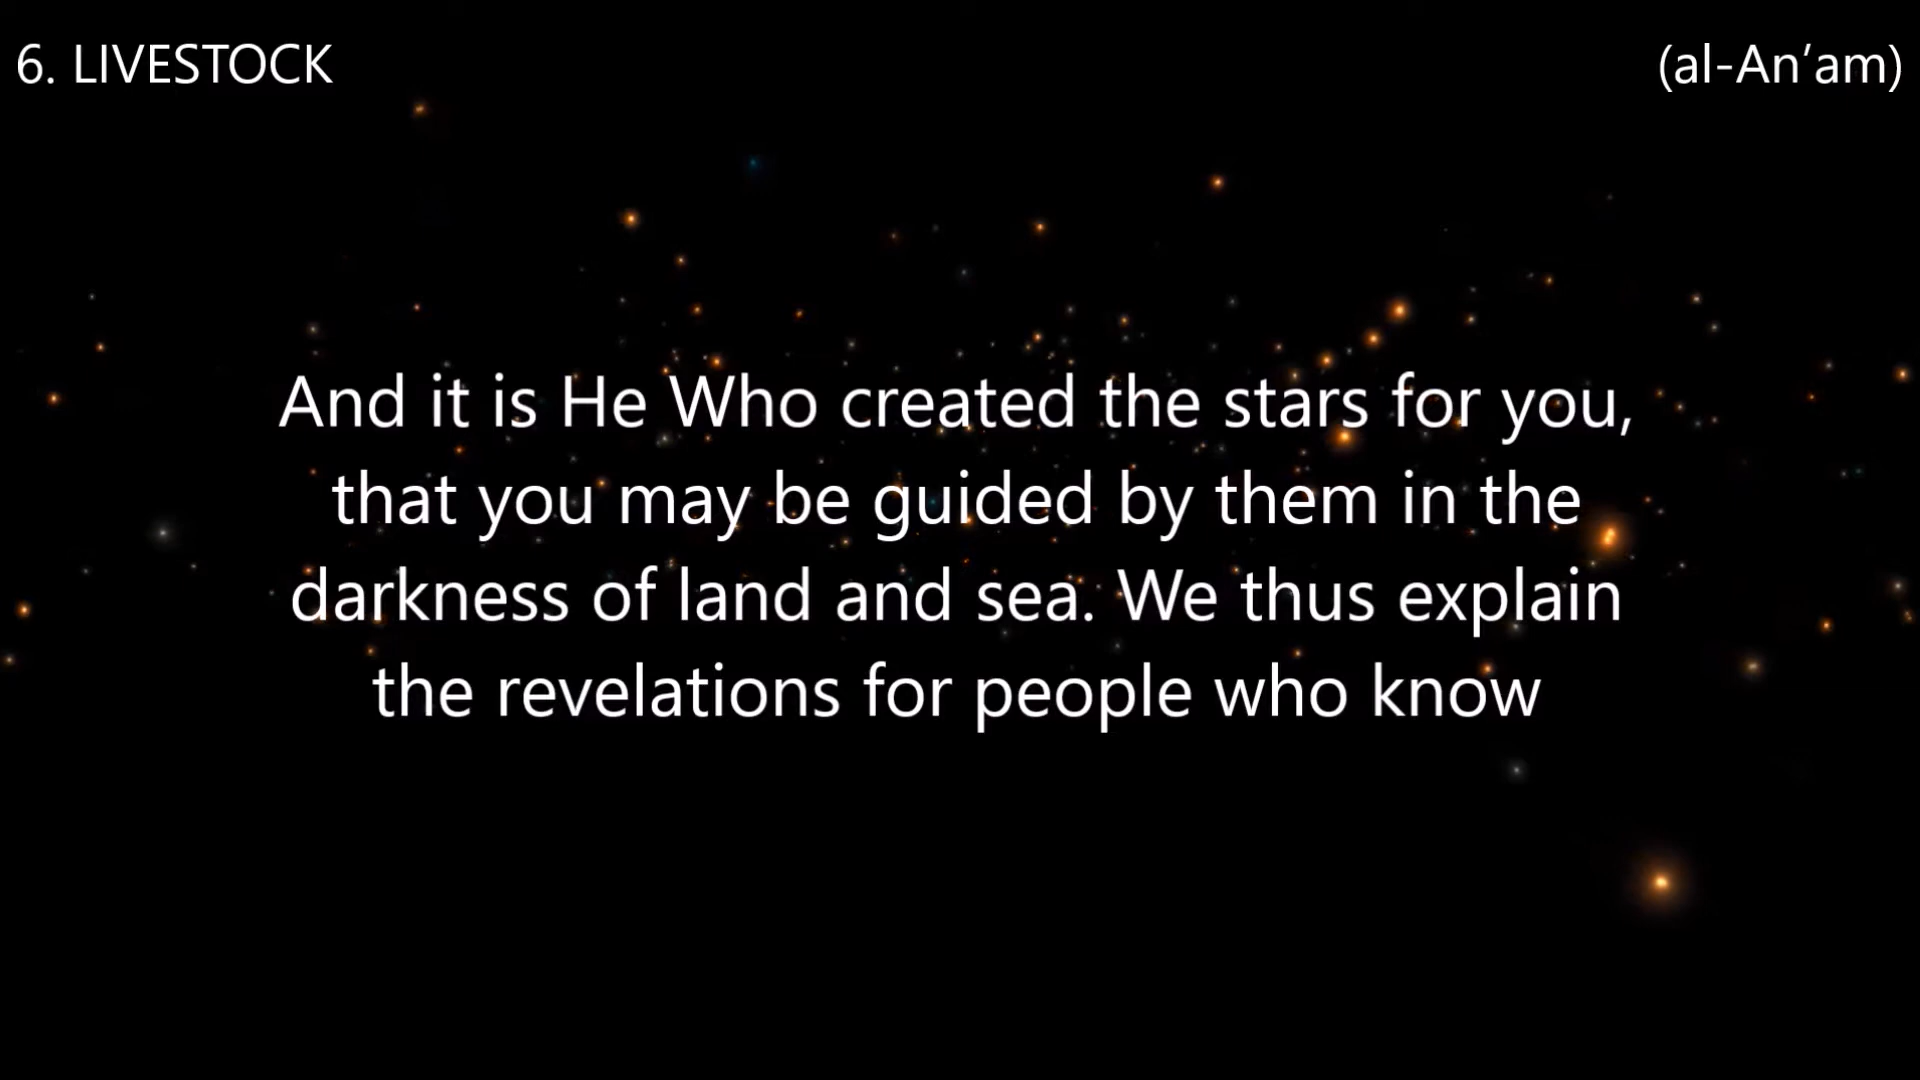 6. LIVESTOCK
(al-An’am)
And it is He Who created the stars for you,
that you may be guided by them in the
darkness of land and sea. We thus explain
the revelations for people who know